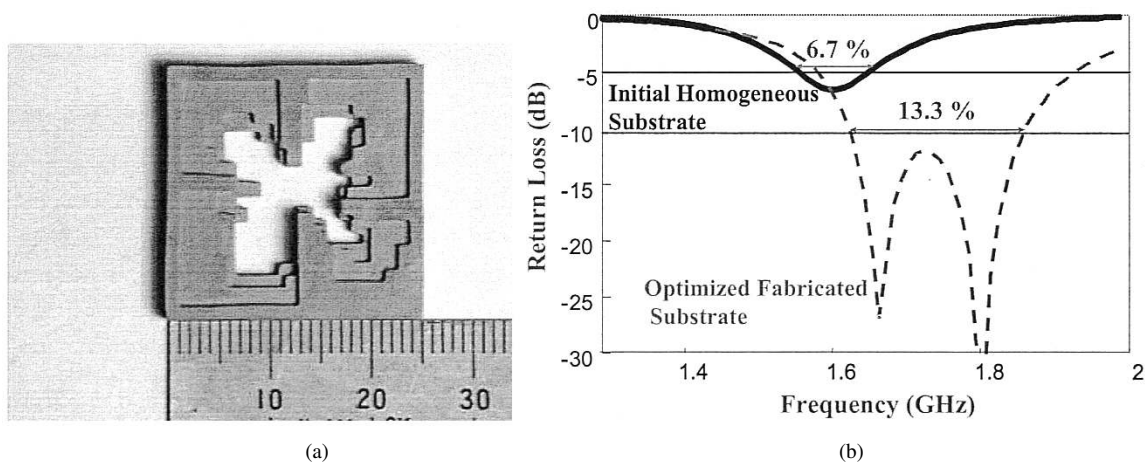 10 20 30
(a)
0
-5
-10
-15
-20
-25
-30
Return Loss (dB)
6.7 %
Initial Homogeneous
Substrate
13.3 %
Optimized Fabricated
Substrate
1.4 1.6 1.8 2
Frequency (GHz)
(b)